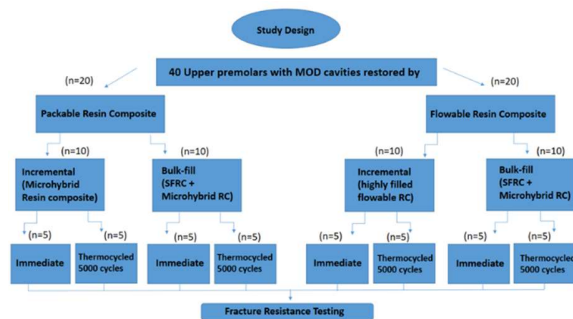 Study Design
(n=20)
40 Upper premolars with MOD cavities restored by
(n=20)
Packable Resin Composite
Flowable Resin Composite
(n=10)
(n=10)
(n=10)
(n=10)
Incremental
(Microhybrid
Resin composite)
Bulk-fill
(SFRC +
Microhybrid RC)
Incremental
(highly filled
flowable RC)
Bulk-fill
(SFRC +
Microhybrid RC)
(n=5)
(n=5)
(n=5)
(n=5)
(n=5)
(n=5)
(n=5)
(n=5)
Immediate
Thermocycled
5000 cycles
Immediate
Thermocycled
5000 cycles
Immediate
Thermocycled
5000 cycles
Immediate
Thermocycled
5000 cycles
Fracture Resistance Testing